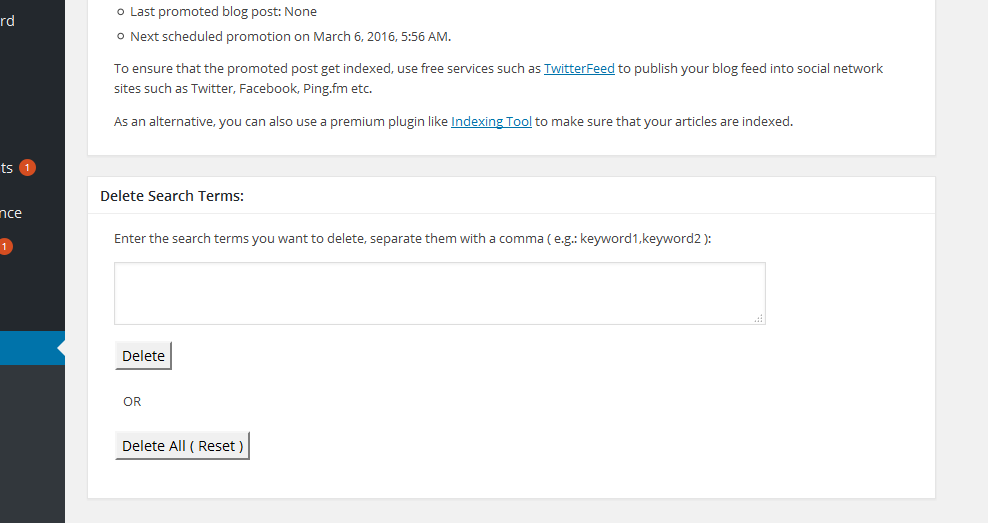 rd
Last promoted blog post: None
Next scheduled promotion on March 6, 2016, 5:56 AM.
To ensure that the promoted post get indexed, use free services such as TwitterFeed to publish your blog feed into social network
sites such as Twitter, Facebook, Ping.fm etc.
As an alternative, you can also use a premium plugin like Indexing Tool to make sure that your articles are indexed.
ts 1
nce
1
Delete Search Terms:
Enter the search terms you want to delete, separate them with a comma ( e.g.: keyword1,keyword2 ):
Delete
OR
Delete All ( Reset )